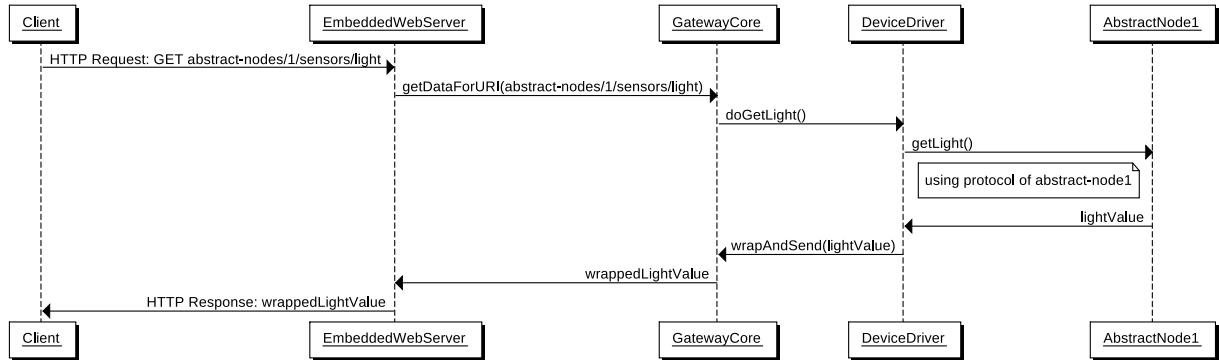 Client
EmbeddedWebServer
GatewayCore
DeviceDriver
AbstractNode1
HTTP Request: GET abstract-nodes/1/sensors/light
getDataForURI(abstract-nodes/1/sensors/light)
doGetLight()
getLight()
using protocol of abstract-node1
lightValue
wrapAndSend(lightValue)
wrappedLightValue
HTTP Response: wrappedLightValue
Client
EmbeddedWebServer
GatewayCore
DeviceDriver
AbstractNode1